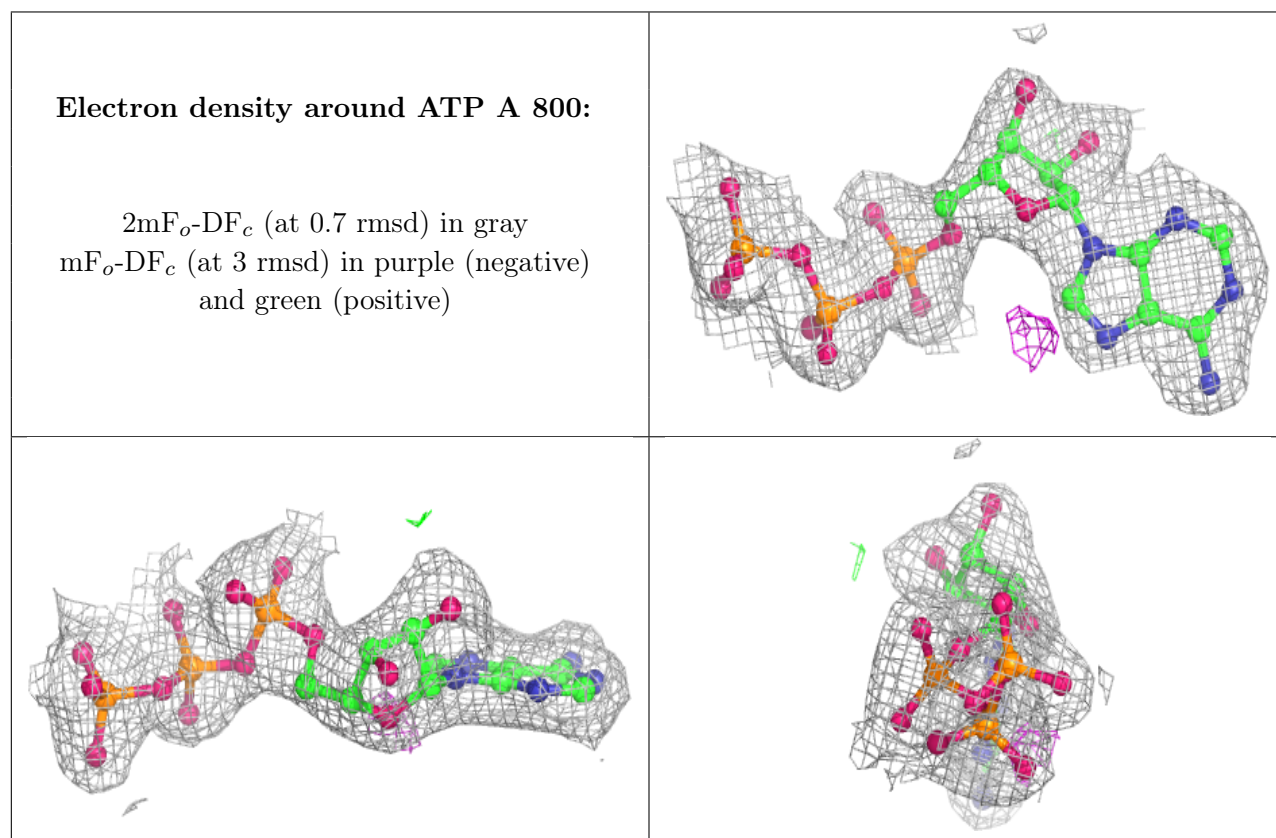 Electron density around ATP A 800:
2mFo-DFc (at 0.7 rmsd) in gray
mFo-DFc (at 3 rmsd) in purple (negative)
and green (positive)